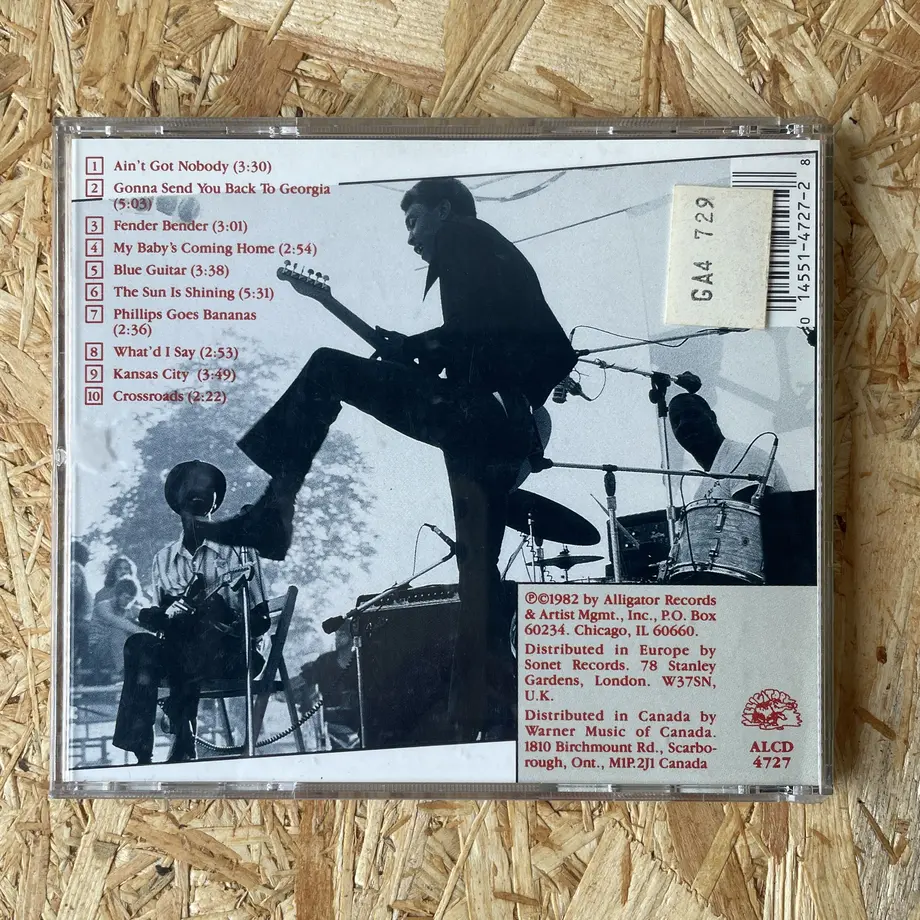 1 Ain't Got Nobody (3:30)
2 Gonna Send You Back To Georgia
(5:03)
3 Fender Bender (3:01)
4 My Baby's Coming Home (2:54)
5 Blue Guitar (3:38)
6 The Sun Is Shining (5:31)
7 Phillips Goes Bananas
(2:36)
8 What'd I Say (2:53)
9 Kansas City (3:49)
10 Crossroads (2:22)
GA4 729
0 14551-4727-2 8
℗©1982 by Alligator Records
& Artist Mgmt., Inc., P.O. Box
60234. Chicago, IL 60660.
Distributed in Europe by
Sonet Records. 78 Stanley
Gardens, London. W37SN,
U.K.
Distributed in Canada by
Warner Music of Canada.
1810 Birchmount Rd., Scarbo-
rough, Ont., M1P.2J1 Canada
ALCD
4727